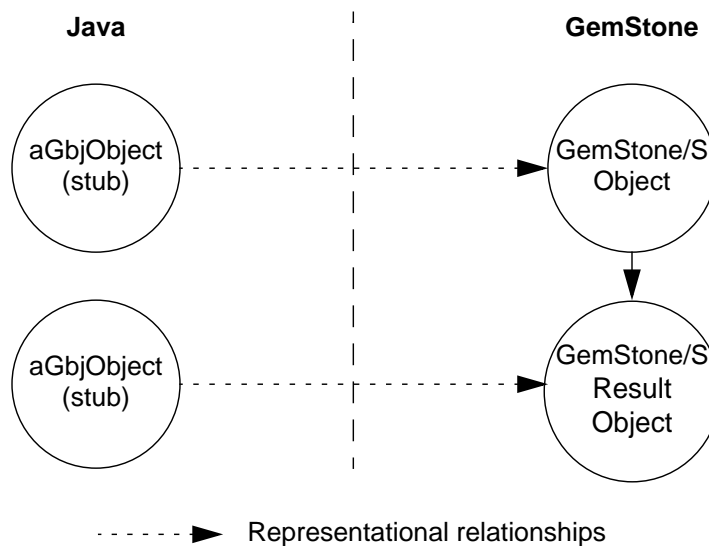 Java
GemStone
aGbjObject
(stub)
GemStone/S
Object
aGbjObject
(stub)
GemStone/S
Result
Object
Representational relationships